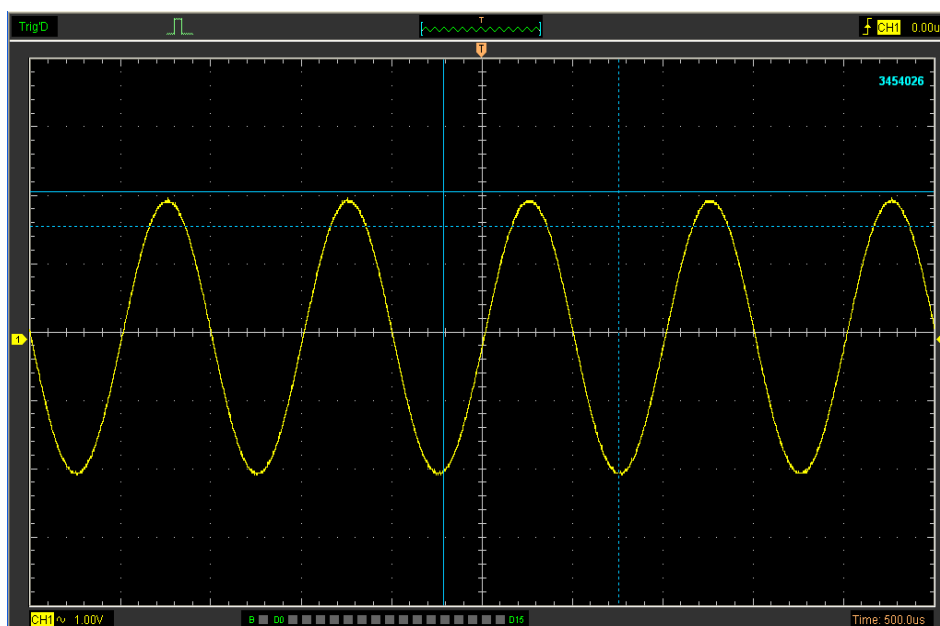 Trig'D T CH1 0.00u
T
3454026
1
CH1 ∿ 1.00V B D0 D15 Time: 500.0us